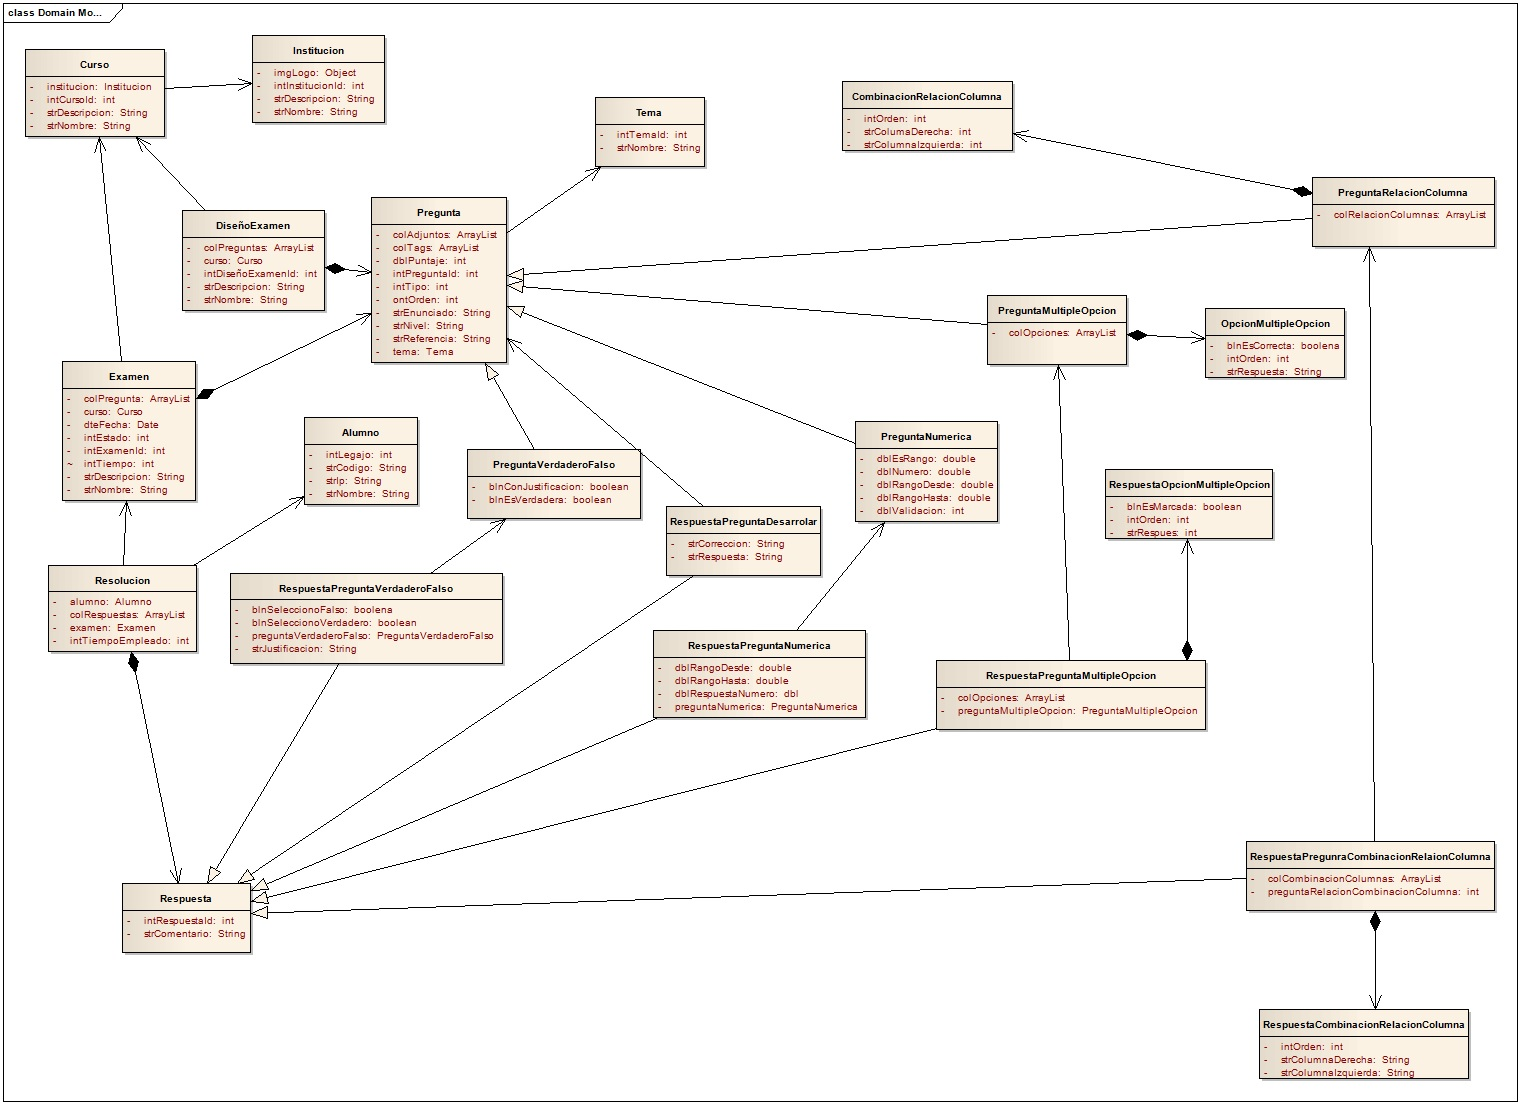 class Domain Mo...
Curso
- institucion: Institucion
- intCursoId: int
- strDescripcion: String
- strNombre: String
Institucion
- imgLogo: Object
- intInstitucionId: int
- strDescripcion: String
- strNombre: String
Tema
- intTemaId: int
- strNombre: String
CombinacionRelacionColumna
- intOrden: int
- strColumaDerecha: int
- strColumnaIzquierda: int
PreguntaRelacionColumna
- colRelacionColumnas: ArrayList
DiseñoExamen
- colPreguntas: ArrayList
- curso: Curso
- intDiseñoExamenId: int
- strDescripcion: String
- strNombre: String
Pregunta
- colAdjuntos: ArrayList
- colTags: ArrayList
- dblPuntaje: int
- intPreguntaId: int
- intTipo: int
- ontOrden: int
- strEnunciado: String
- strNivel: String
- strReferencia: String
- tema: Tema
PreguntaMultipleOpcion
- colOpciones: ArrayList
OpcionMultipleOpcion
- blnEsCorrecta: boolena
- intOrden: int
- strRespuesta: String
Examen
- colPregunta: ArrayList
- curso: Curso
- dteFecha: Date
- intEstado: int
- intExamenId: int
~ intTiempo: int
- strDescripcion: String
- strNombre: String
Alumno
- intLegajo: int
- strCodigo: String
- strIp: String
- strNombre: String
PreguntaVerdaderoFalso
- blnConJustificacion: boolean
- blnEsVerdadera: boolean
PreguntaNumerica
- dblEsRango: double
- dblNumero: double
- dblRangoDesde: double
- dblRangoHasta: double
- dblValidacion: int
RespuestaOpcionMultipleOpcion
- blnEsMarcada: boolean
- intOrden: int
- strRespues: int
RespuestaPreguntaDesarrolar
- strCorreccion: String
- strRespuesta: String
Resolucion
- alumno: Alumno
- colRespuestas: ArrayList
- examen: Examen
- intTiempoEmpleado: int
RespuestaPreguntaVerdaderoFalso
- blnSeleccionoFalso: boolena
- blnSeleccionoVerdadero: boolean
- preguntaVerdaderoFalso: PreguntaVerdaderoFalso
- strJustificacion: String
RespuestaPreguntaNumerica
- dblRangoDesde: double
- dblRangoHasta: double
- dblRespuestaNumero: dbl
- preguntaNumerica: PreguntaNumerica
RespuestaPreguntaMultipleOpcion
- colOpciones: ArrayList
- preguntaMultipleOpcion: PreguntaMultipleOpcion
RespuestaPregunraCombinacionRelaionColumna
- colCombinacionColumnas: ArrayList
- preguntaRelacionCombinacionColumna: int
Respuesta
- intRespuestaId: int
- strComentario: String
RespuestaCombinacionRelacionColumna
- intOrden: int
- strColumnaDerecha: String
- strColumnaIzquierda: String